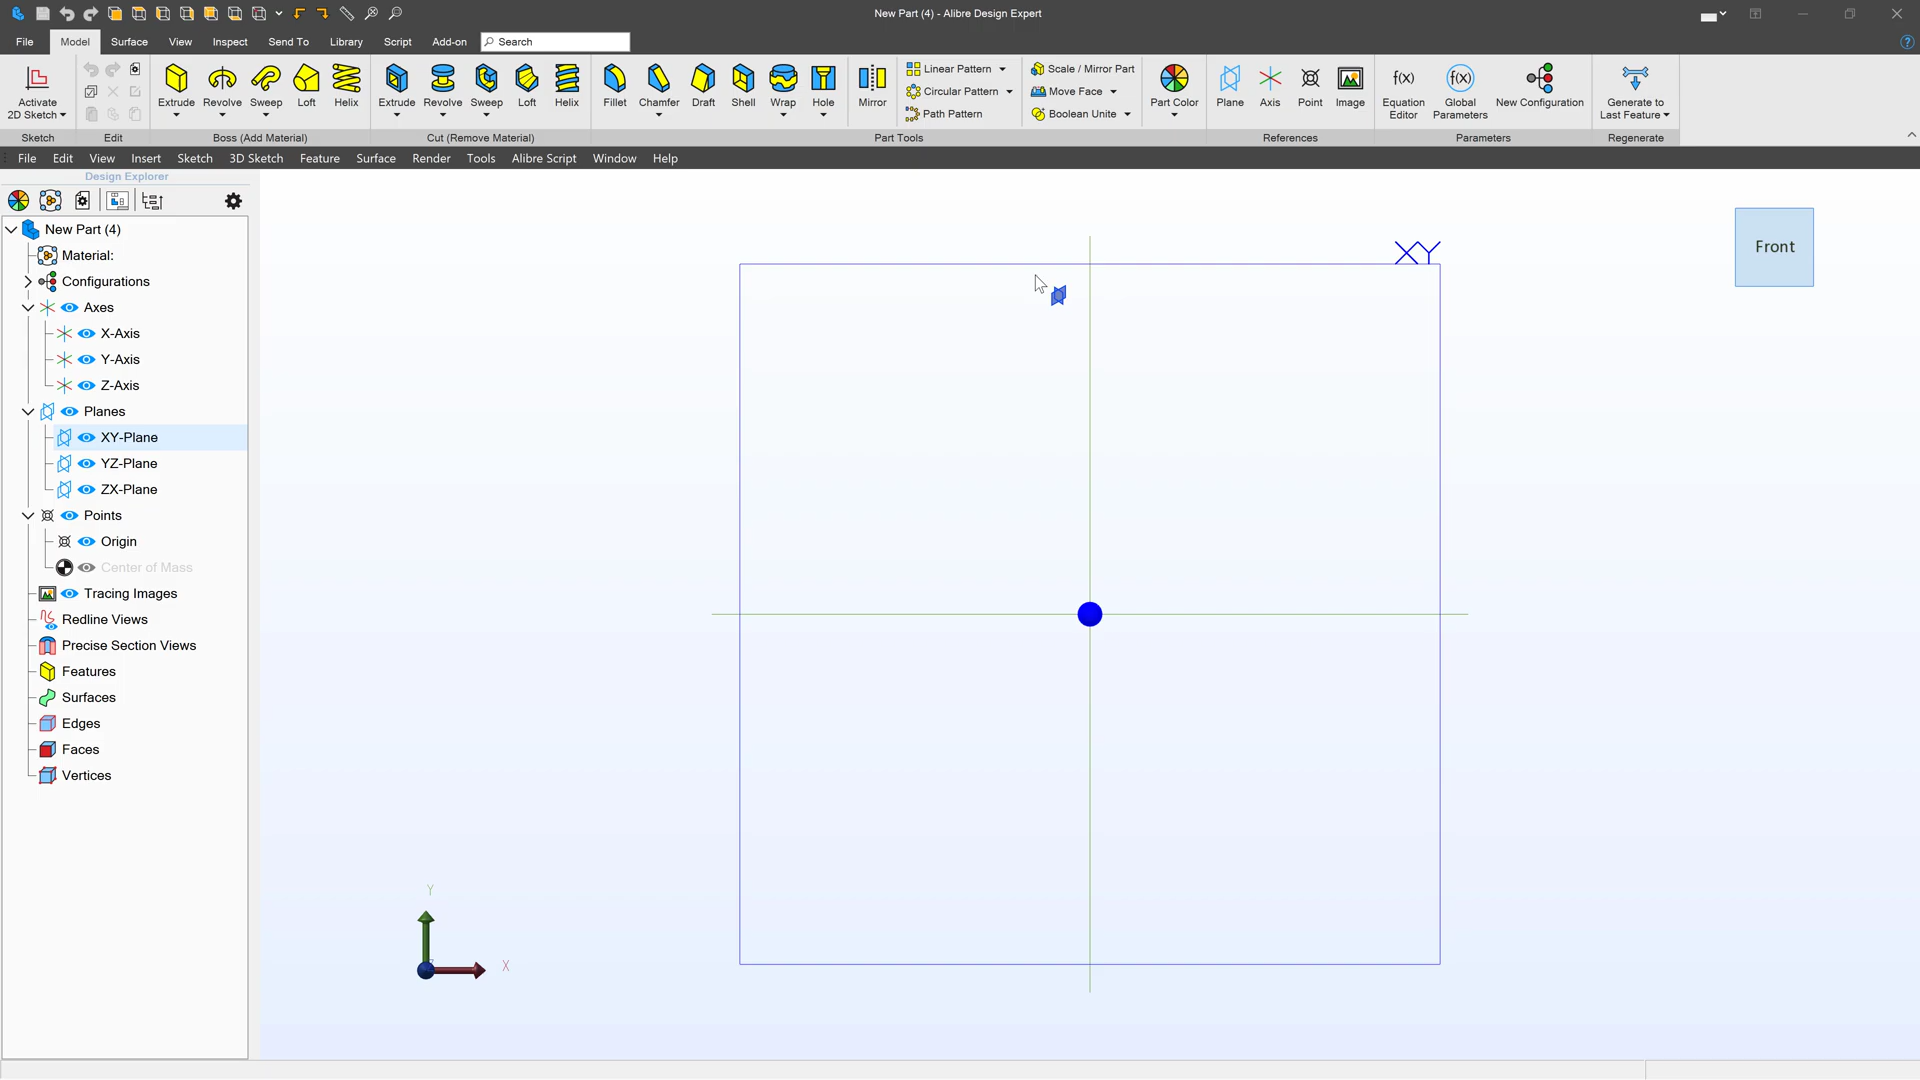 New Part (4) - Alibre Design Expert
File Model Surface View Inspect Send To Library Script Add-on Search
Activate
2D Sketch
Sketch
Edit
Extrude Revolve Sweep Loft Helix
Boss (Add Material)
Extrude Revolve Sweep Loft Helix
Cut (Remove Material)
Fillet Chamfer Draft Shell Wrap Hole
Mirror
Linear Pattern
Circular Pattern
Path Pattern
Scale / Mirror Part
Move Face
Boolean Unite
Part Tools
Part Color
Plane Axis Point Image
References
f(x) Equation
Editor
f(x) Global
Parameters
New Configuration
Parameters
Generate to
Last Feature
Regenerate
File Edit View Insert Sketch 3D Sketch Feature Surface Render Tools Alibre Script Window Help
Design Explorer
New Part (4)
Material:
Configurations
Axes
X-Axis
Y-Axis
Z-Axis
Planes
XY-Plane
YZ-Plane
ZX-Plane
Points
Origin
Center of Mass
Tracing Images
Redline Views
Precise Section Views
Features
Surfaces
Edges
Faces
Vertices
XY
Front
Y
X